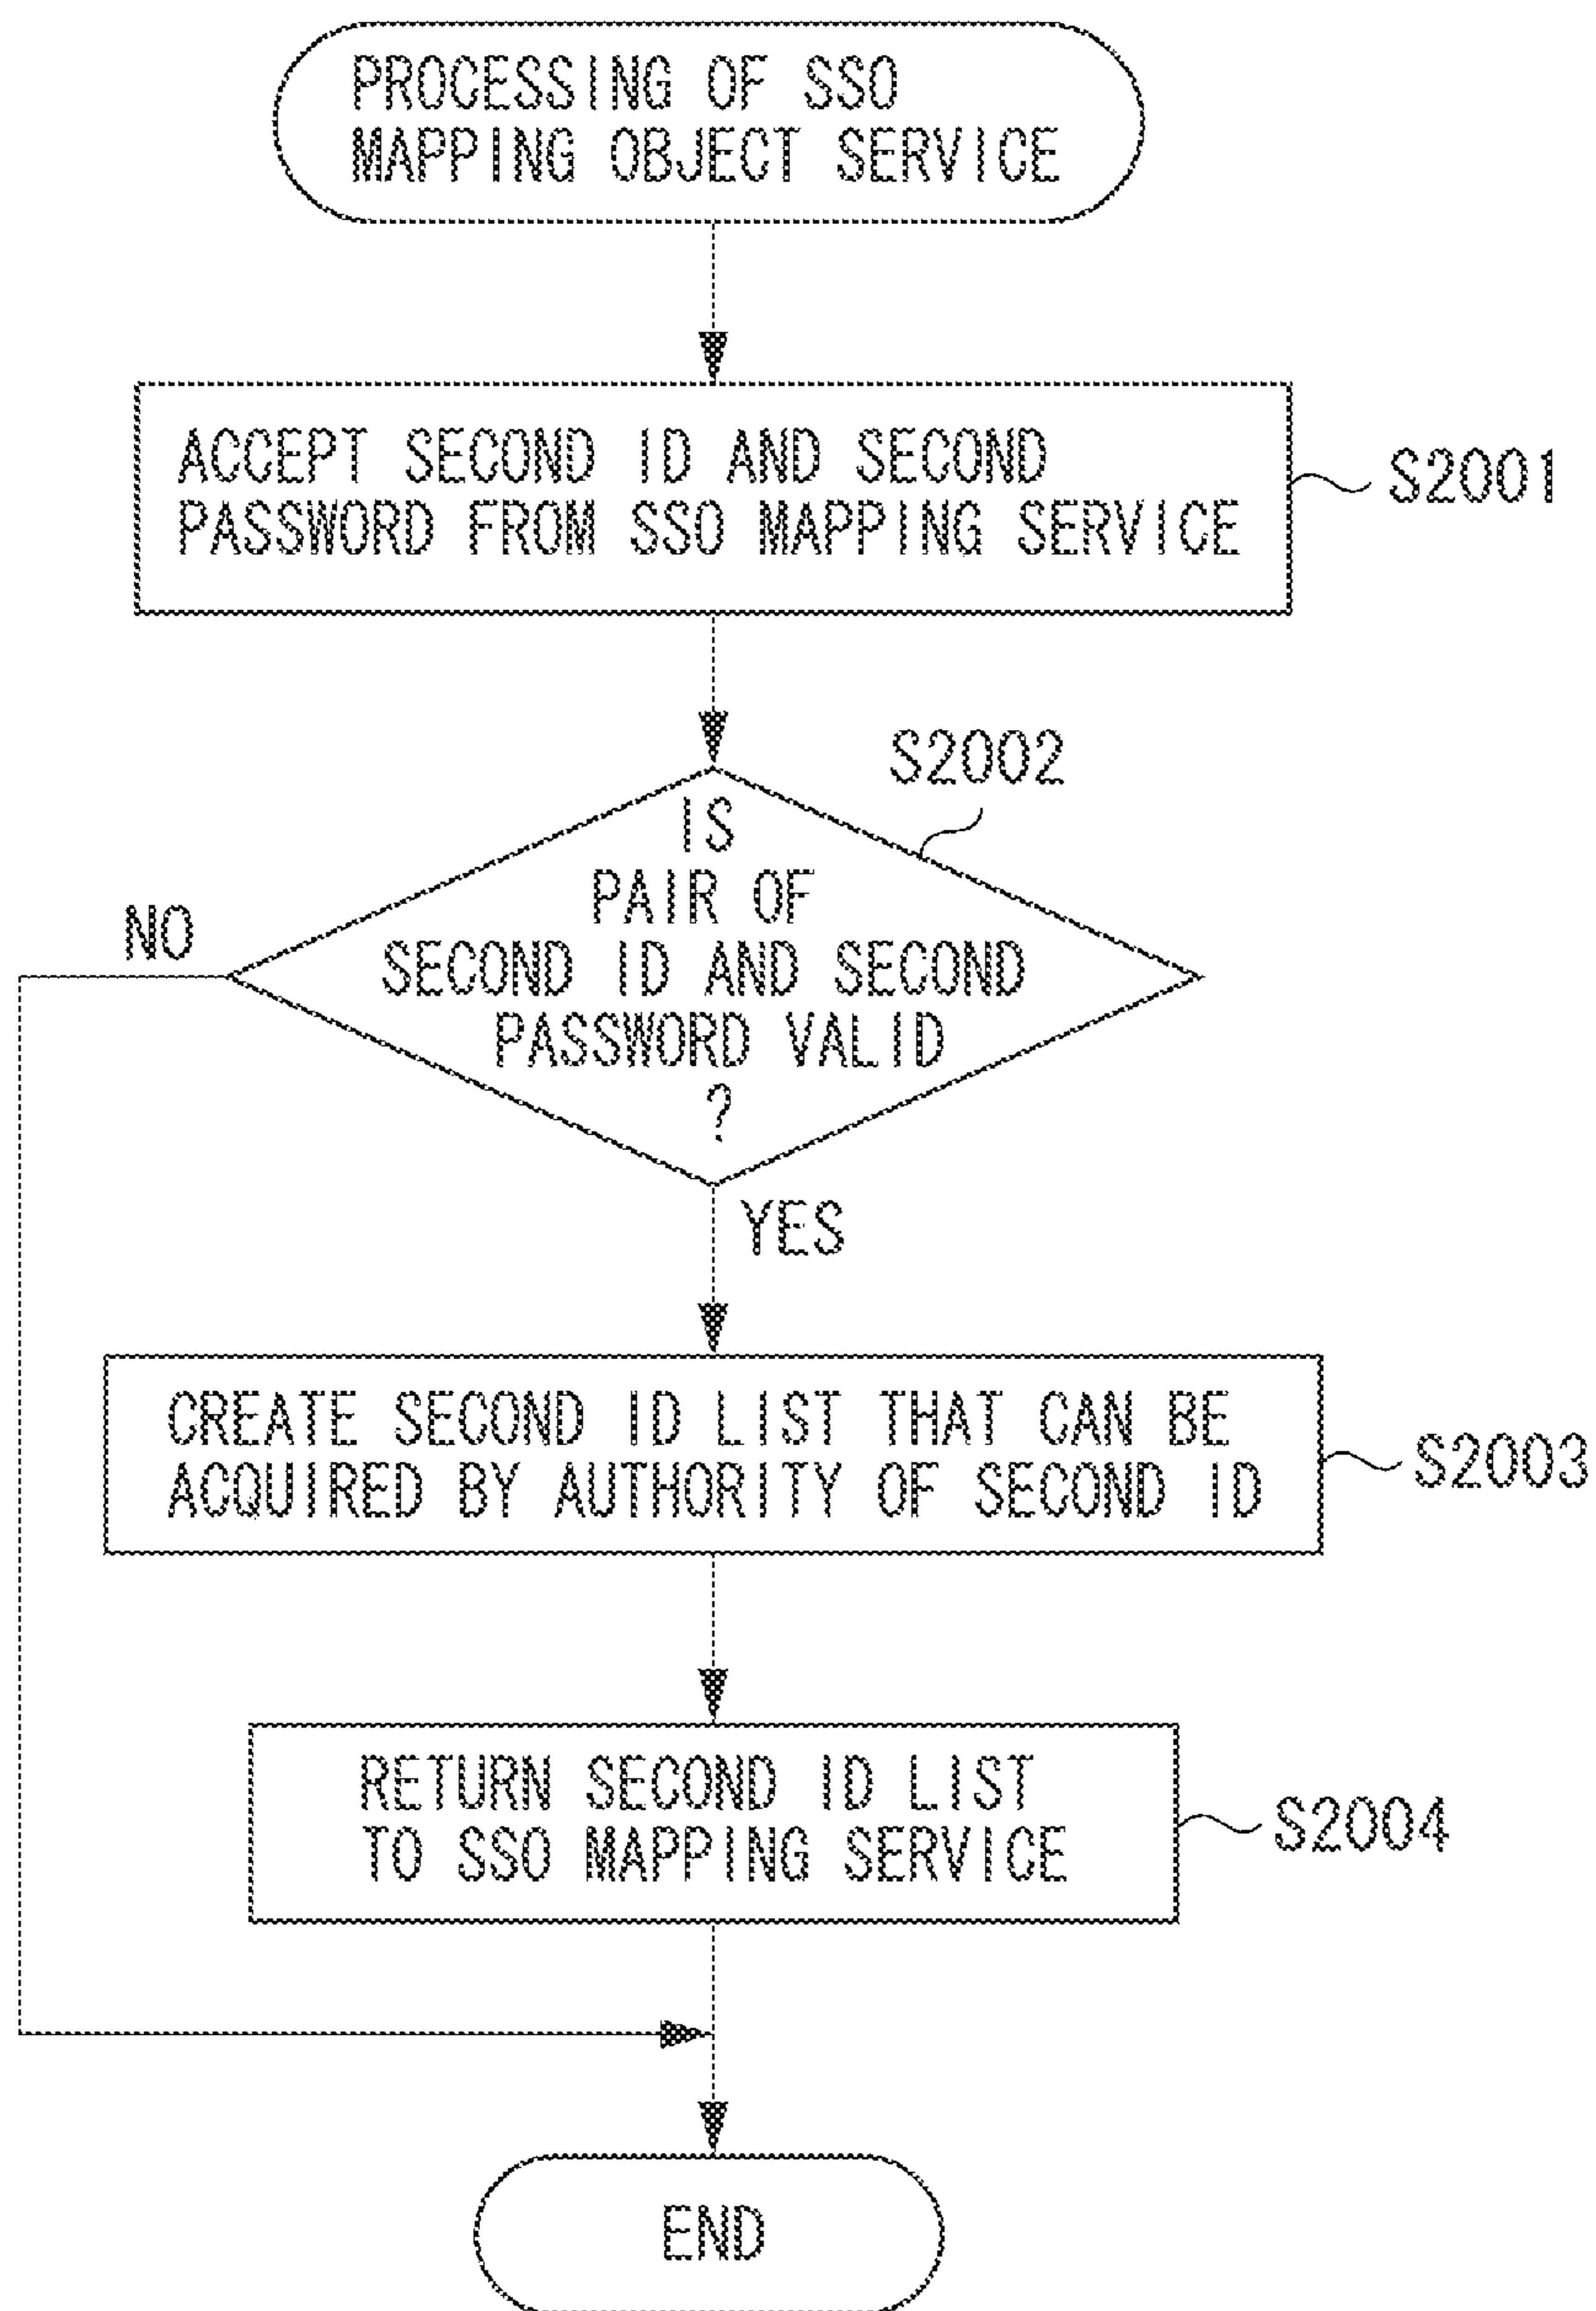 PROCESSING OF SSO
MAPPING OBJECT SERVICE
ACCEPT SECOND ID AND SECOND
PASSWORD FROM SSO MAPPING SERVICE
S2001
S2002
IS
PAIR OF
SECOND ID AND SECOND
PASSWORD VALID
?
NO
YES
CREATE SECOND ID LIST THAT CAN BE
ACQUIRED BY AUTHORITY OF SECOND ID
S2003
RETURN SECOND ID LIST
TO SSO MAPPING SERVICE
S2004
END